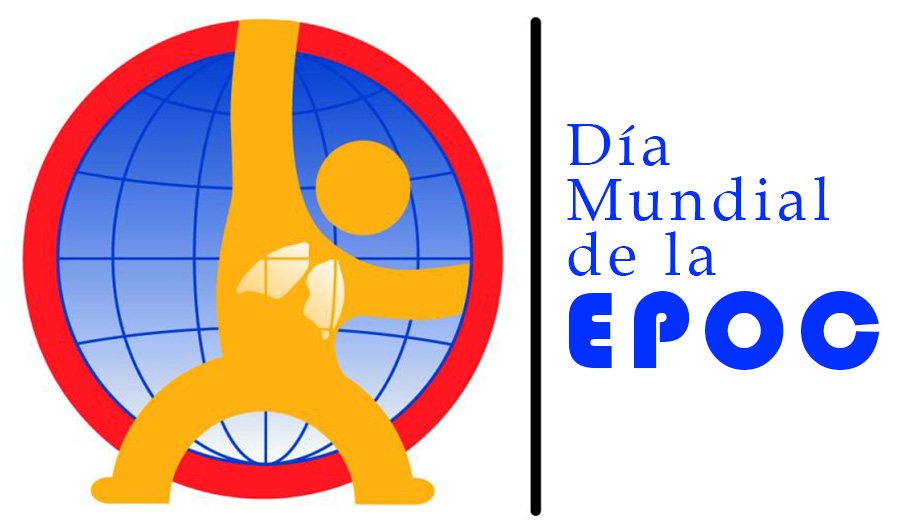 Día
Mundial
de la
EPOC